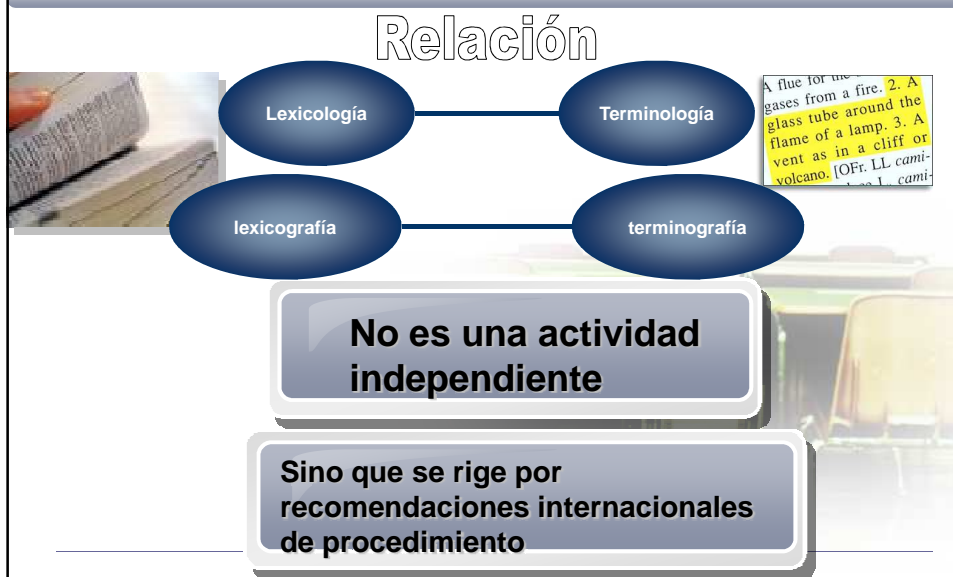 Relación
Lexicología
Terminología
A flue for the
gases from a fire. 2. A
glass tube around the
flame of a lamp. 3. A
vent as in a cliff or
volcano. [OFr. LL cami-
L. cami-
lexicografía
terminografía
No es una actividad
independiente
Sino que se rige por
recomendaciones internacionales
de procedimiento